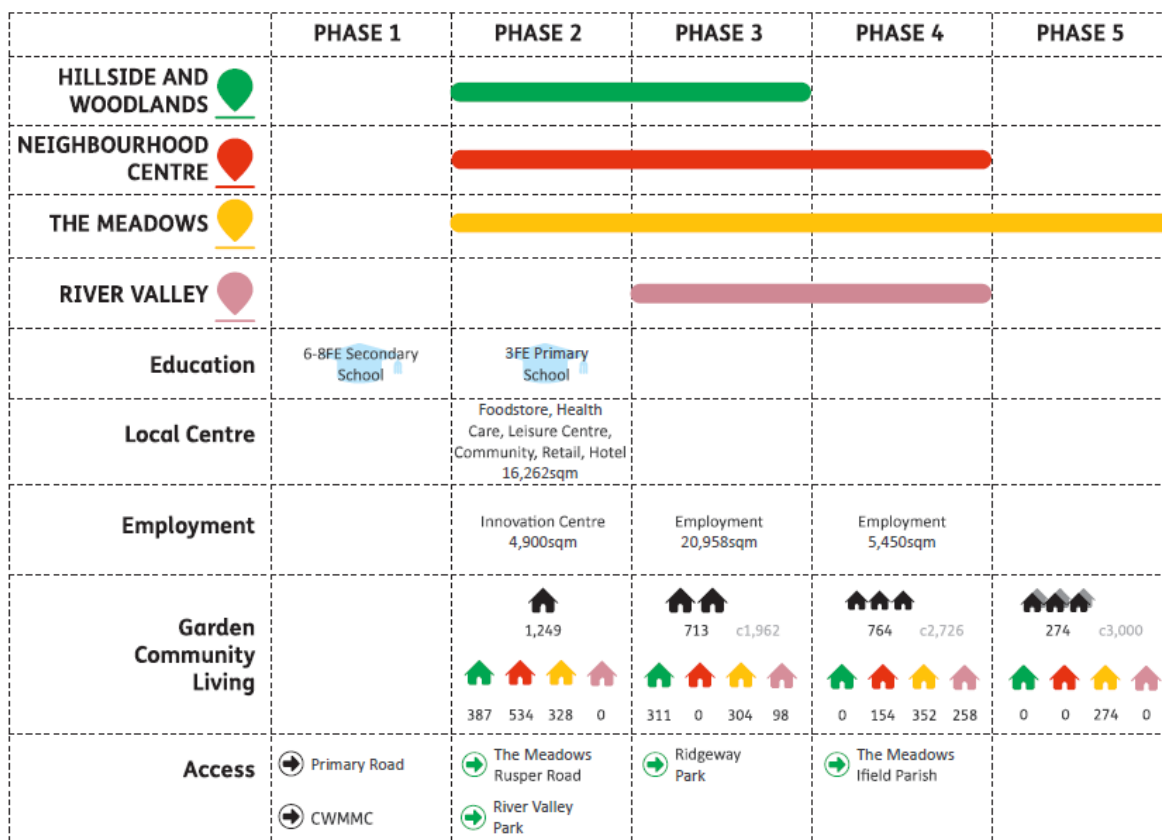 PHASE 1 PHASE 2 PHASE 3 PHASE 4 PHASE 5
HILLSIDE AND
WOODLANDS
NEIGHBOURHOOD
CENTRE
THE MEADOWS
RIVER VALLEY
Education
6-8FE Secondary
School
3FE Primary
School
Local Centre
Foodstore, Health
Care, Leisure Centre,
Community, Retail, Hotel
16,262sqm
Employment
Innovation Centre
4,900sqm
Employment
20,958sqm
Employment
5,450sqm
Garden
Community
Living
1,249
387 534 328 0
713 c1,962
311 0 304 98
764 c2,726
0 154 352 258
274 c3,000
0 0 274 0
Access
Primary Road
CWMMC
The Meadows
Rusper Road
River Valley
Park
Ridgeway
Park
The Meadows
Ifield Parish